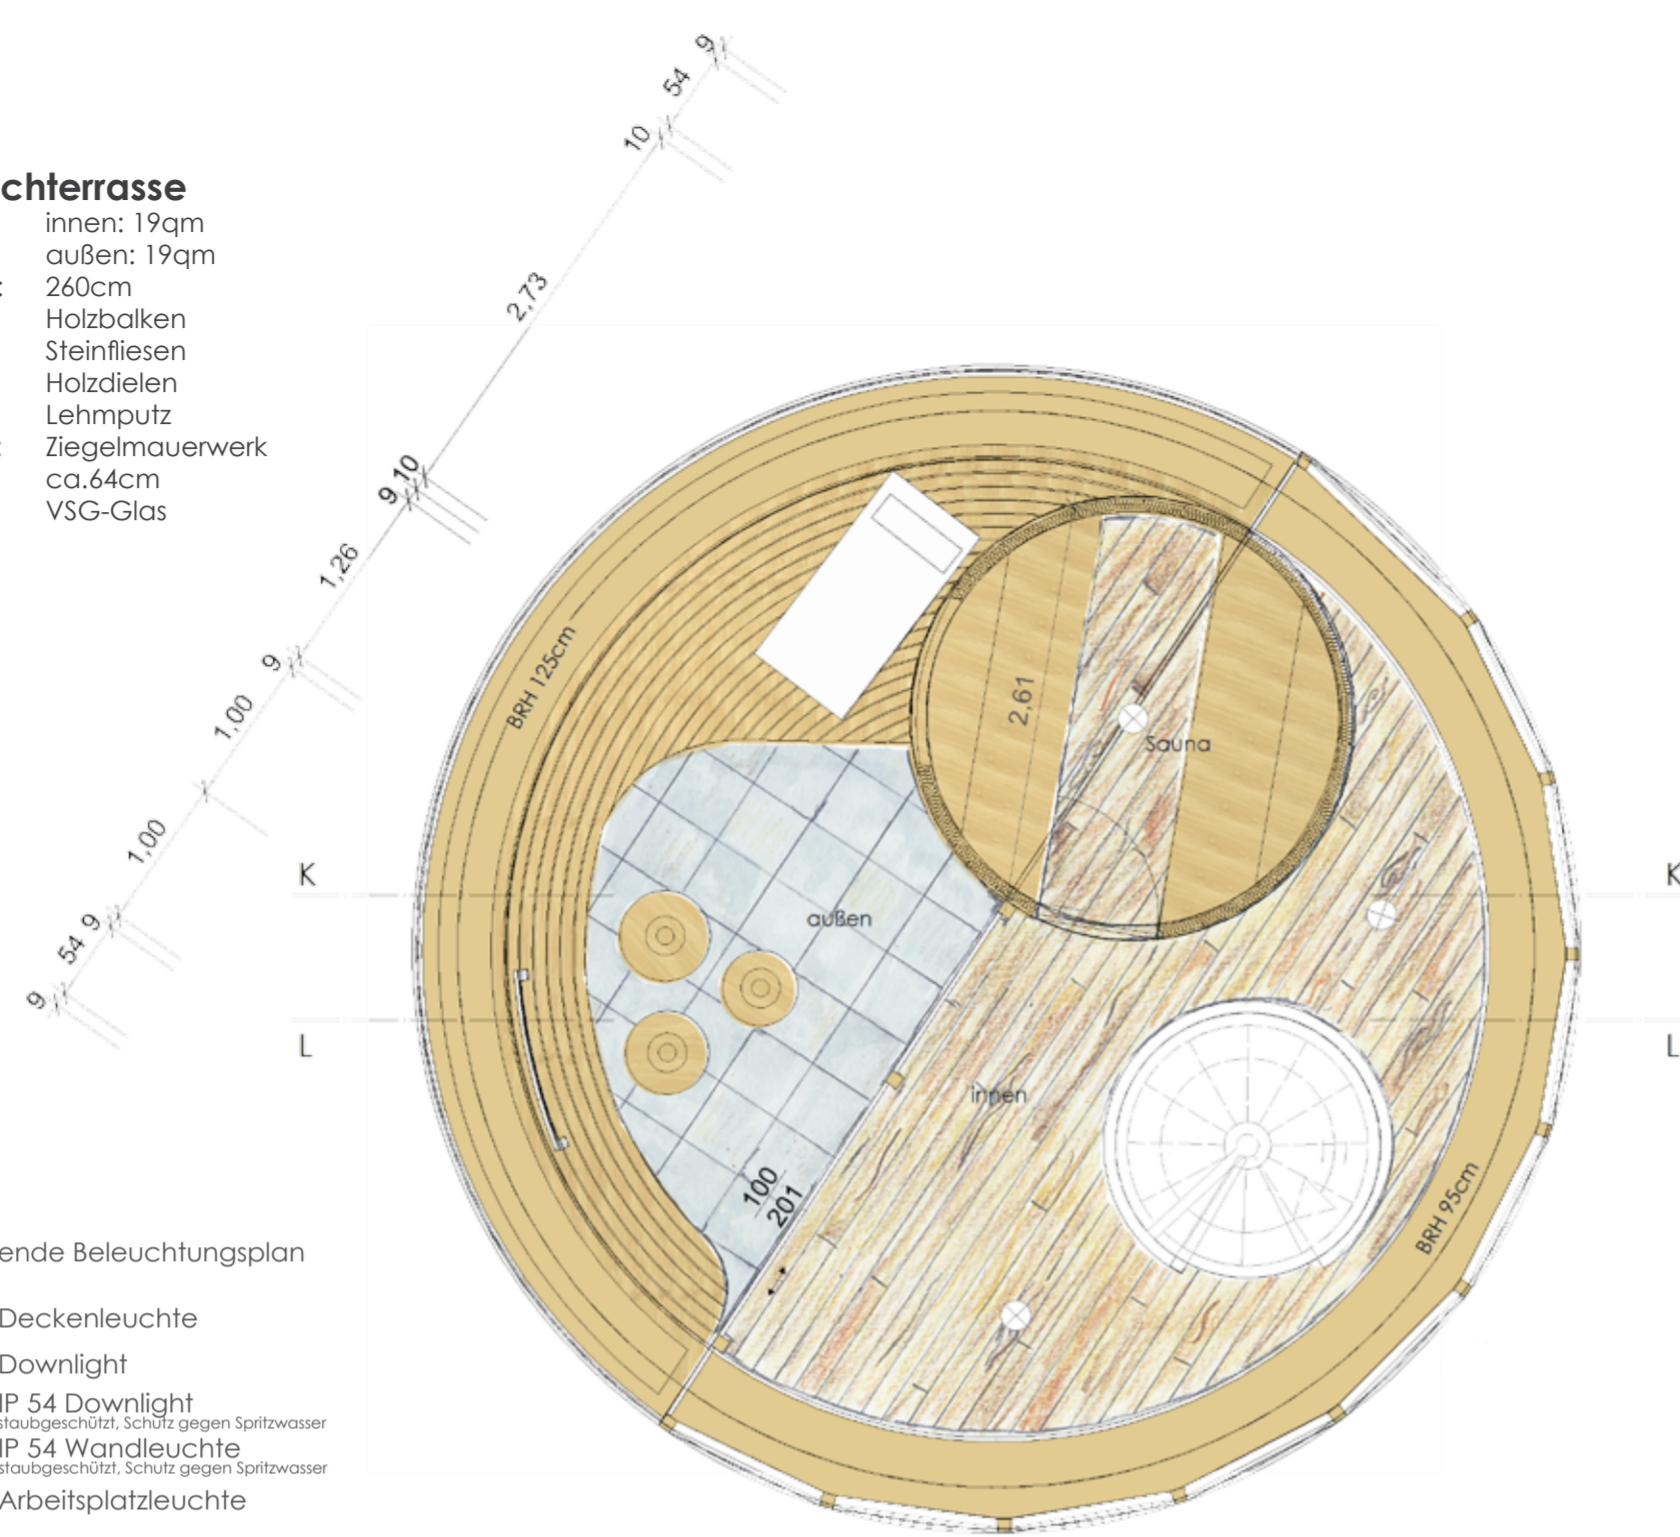 chterrasse
innen: 19qm
außen: 19qm
: 260cm
Holzbalken
Steinfliesen
Holzdielen
Lehmputz
: Ziegelmauerwerk
ca.64cm
VSG-Glas
9
54
10
2,73
10
9
1,26
9
1,00
1,00
9
54
9
BRH 125cm
2,61
Sauna
K
K
außen
L
L
innen
100
201
BRH 95cm
ende Beleuchtungsplan
Deckenleuchte
Downlight
IP 54 Downlight
staubgeschützt, Schutz gegen Spritzwasser
IP 54 Wandleuchte
staubgeschützt, Schutz gegen Spritzwasser
Arbeitsplatzleuchte